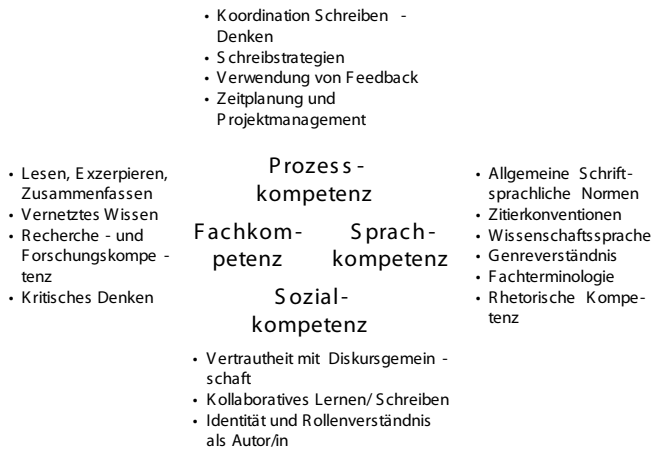 • Koordination Schreiben -
Denken
• Schreibstrategien
• Verwendung von Feedback
• Zeitplanung und
Projektmanagement
Prozess-
kompetenz
• Lesen, Exzerpieren,
Zusammenfassen
• Vernetztes Wissen
• Recherche - und
Forschungskompe -
tenz
• Kritisches Denken
Fachkom-
petenz
Sprach-
kompetenz
• Allgemeine Schrift-
sprachliche Normen
• Zitierkonventionen
• Wissenschaftssprache
• Genreverständnis
• Fachterminologie
• Rhetorische Kompe-
tenz
Sozial-
kompetenz
• Vertrautheit mit Diskursgemein -
schaft
• Kollaboratives Lernen/ Schreiben
• Identität und Rollenverständnis
als Autor/in